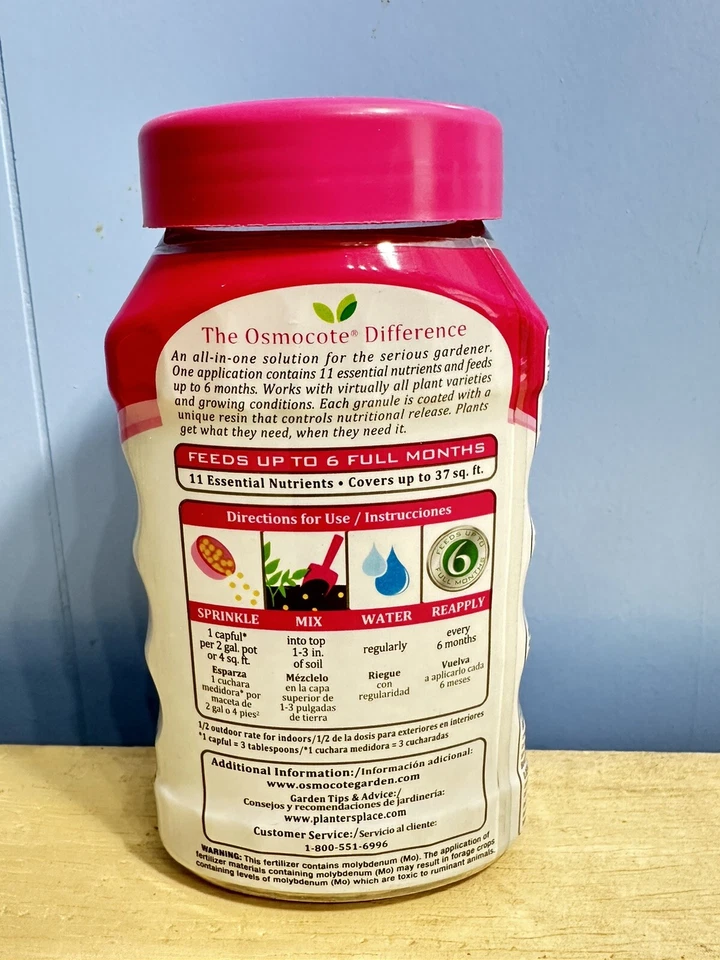 The Osmocote® Difference
An all-in-one solution for the serious gardener.
One application contains 11 essential nutrients and feeds
up to 6 months. Works with virtually all plant varieties
and growing conditions. Each granule is coated with a
unique resin that controls nutritional release. Plants
get what they need, when they need it.
FEEDS UP TO 6 FULL MONTHS
11 Essential Nutrients • Covers up to 37 sq. ft.
Directions for Use / Instrucciones
FEEDS UP TO
6
FULL MONTHS
SPRINKLE
1 capful*
per 2 gal. pot
or 4 sq. ft.
Esparza
1 cuchara
medidora* por
maceta de
2 gal o 4 pies²
MIX
into top
1-3 in.
of soil
Mézclelo
en la capa
superior de
1-3 pulgadas
de tierra
WATER
regularly
Riegue
con
regularidad
REAPPLY
every
6 months
Vuelva
a aplicarlo cada
6 meses
1/2 outdoor rate for indoors/1/2 de la dosis para exteriores en interiores
*1 capful = 3 tablespoons/*1 cuchara medidora = 3 cucharadas
Additional Information:/Información adicional:
www.osmocotegarden.com
Garden Tips & Advice:/
Consejos y recomendaciones de jardinería:
www.plantersplace.com
Customer Service:/Servicio al cliente:
1-800-551-6996
WARNING: This fertilizer contains molybdenum (Mo). The application of
fertilizer materials containing molybdenum (Mo) may result in forage crops
containing levels of molybdenum (Mo) which are toxic to ruminant animals.